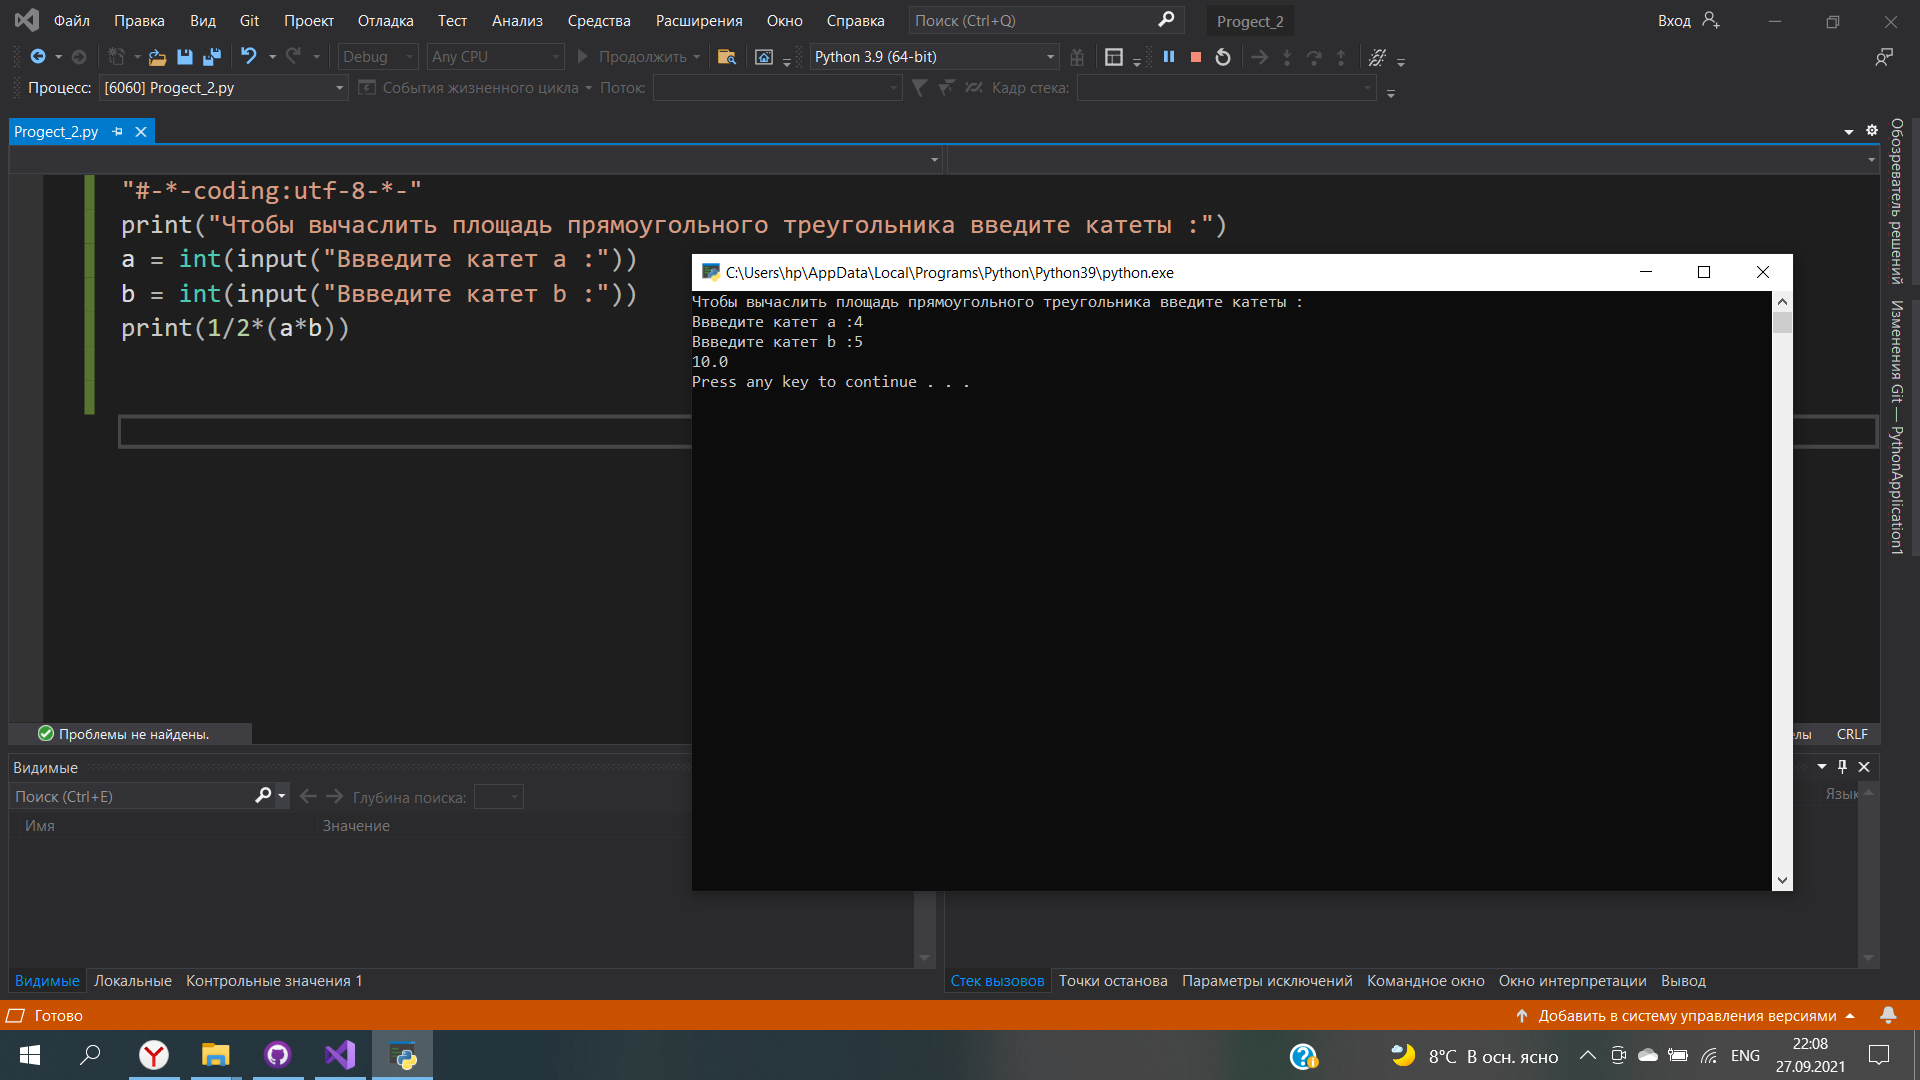 Файл Правка Вид Git Проект Отладка Тест Анализ Средства Расширения Окно Справка Поиск (Ctrl+Q) Progect_2 Вход
Debug Any CPU Продолжить Python 3.9 (64-bit)
Процесс: [6060] Progect_2.py События жизненного цикла Поток: Кадр стека:
Progect_2.py
"#-*-coding:utf-8-*-"
print("Чтобы вычаслить площадь прямоугольного треугольника введите катеты :")
a = int(input("Ввведите катет a :"))
b = int(input("Ввведите катет b :"))
print(1/2*(a*b))
C:\Users\hp\AppData\Local\Programs\Python\Python39\python.exe
Чтобы вычаслить площадь прямоугольного треугольника введите катеты :
Ввведите катет a :4
Ввведите катет b :5
10.0
Press any key to continue . . .
Обозреватель решений
Изменения Git — PythonApplication1
Проблемы не найдены.
CRLF
Видимые
Поиск (Ctrl+E) Глубина поиска:
Язык
Имя Значение
Видимые Локальные Контрольные значения 1
Стек вызовов Точки останова Параметры исключений Командное окно Окно интерпретации Вывод
Готово
Добавить в систему управления версиями
8°C В осн. ясно ENG 22:08
27.09.2021